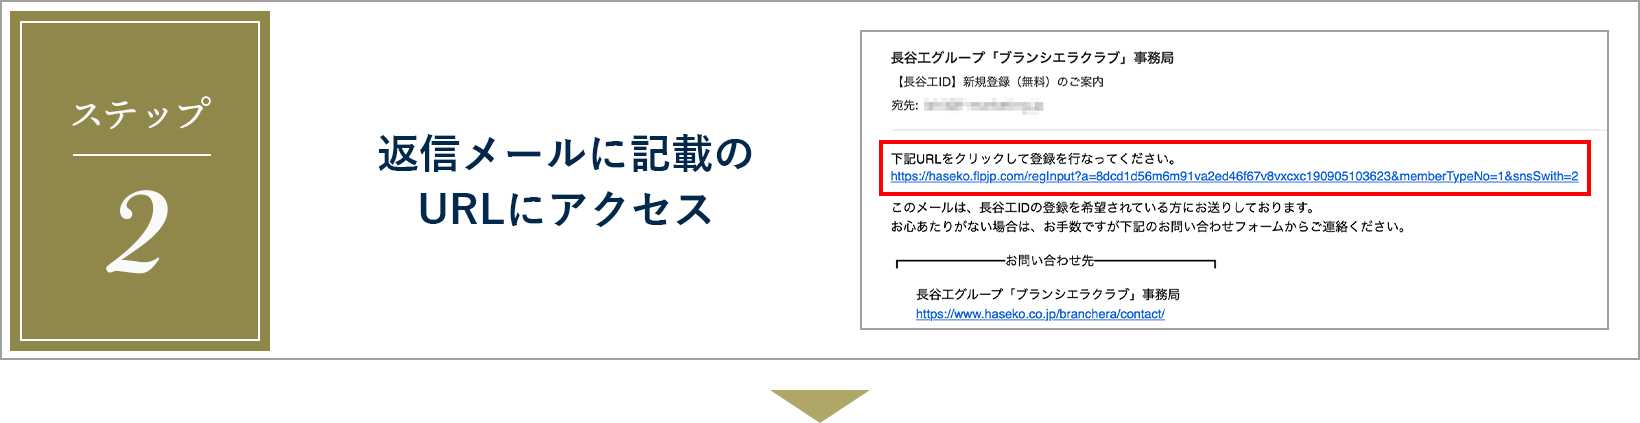 ステップ
2
返信メールに記載の
URLにアクセス
長谷工グループ「ブランシエラクラブ」事務局
【長谷工ID】新規登録（無料）のご案内
宛先:
下記URLをクリックして登録を行なってください。
https://haseko.flpjp.com/regInput?a=8dcd1d56m6m91va2ed46f67v8vxcxc190905103623&memberTypeNo=1&snsSwith=2
このメールは、長谷工IDの登録を希望されている方にお送りしております。
お心あたりがない場合は、お手数ですが下記のお問い合わせフォームからご連絡ください。
┏━━━━━━━━お問い合わせ先━━━━━━━━━┓
長谷工グループ「ブランシエラクラブ」事務局
https://www.haseko.co.jp/branchera/contact/